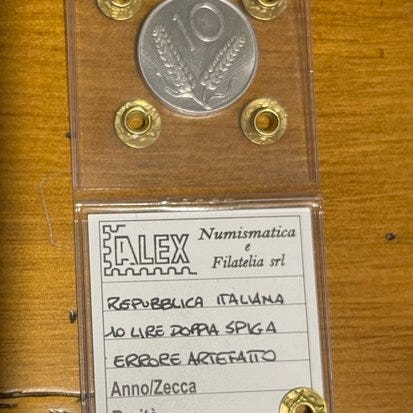 10
ALEX
Numismatica
e
Filatelia srl
REPUBBLICA ITALIANA
10 LIRE DOPPIA SPIGA
ERRORE ARTEFATTO
Anno/Zecca